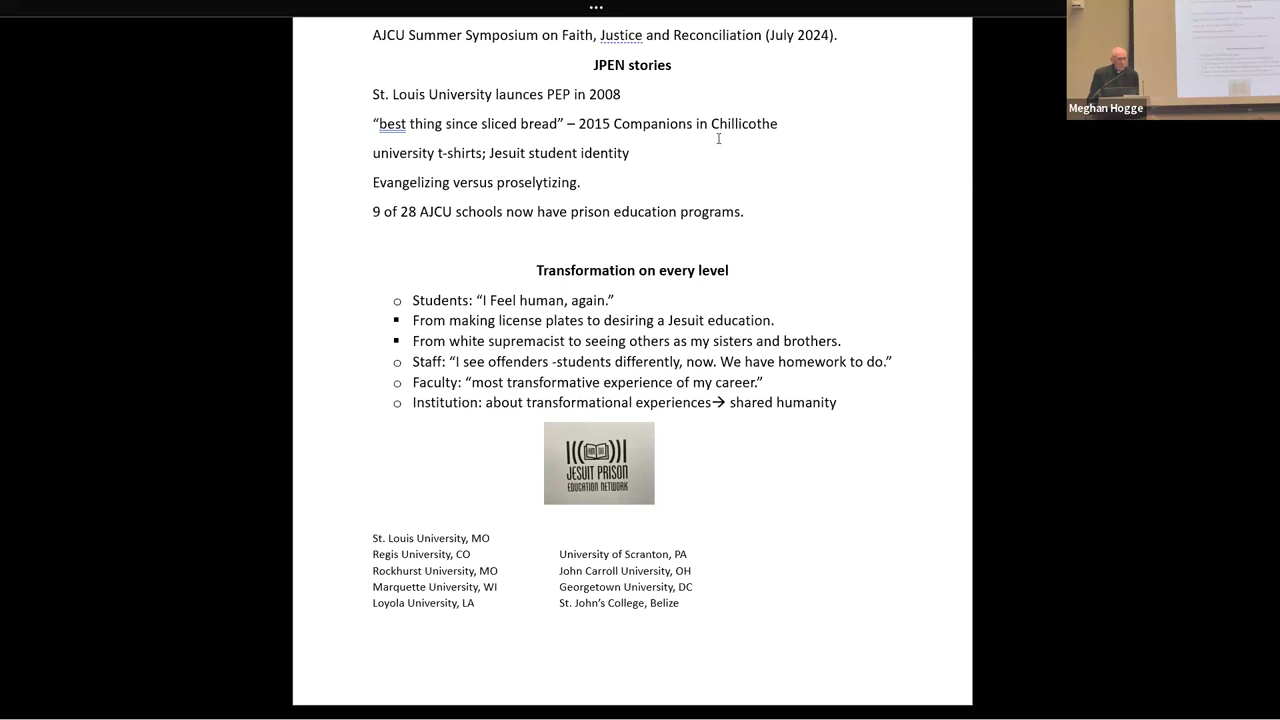 AJCU Summer Symposium on Faith, Justice and Reconciliation (July 2024).
Meghan Hogge
JPEN stories
St. Louis University launces PEP in 2008
“best thing since sliced bread” – 2015 Companions in Chillicothe
university t-shirts; Jesuit student identity
Evangelizing versus proselytizing.
9 of 28 AJCU schools now have prison education programs.
Transformation on every level
o Students: “I Feel human, again.”
▪ From making license plates to desiring a Jesuit education.
▪ From white supremacist to seeing others as my sisters and brothers.
o Staff: “I see offenders -students differently, now. We have homework to do.”
o Faculty: “most transformative experience of my career.”
o Institution: about transformational experiences→ shared humanity
JESUIT PRISON
EDUCATION NETWORK
St. Louis University, MO
Regis University, CO
Rockhurst University, MO
Marquette University, WI
Loyola University, LA
University of Scranton, PA
John Carroll University, OH
Georgetown University, DC
St. John’s College, Belize